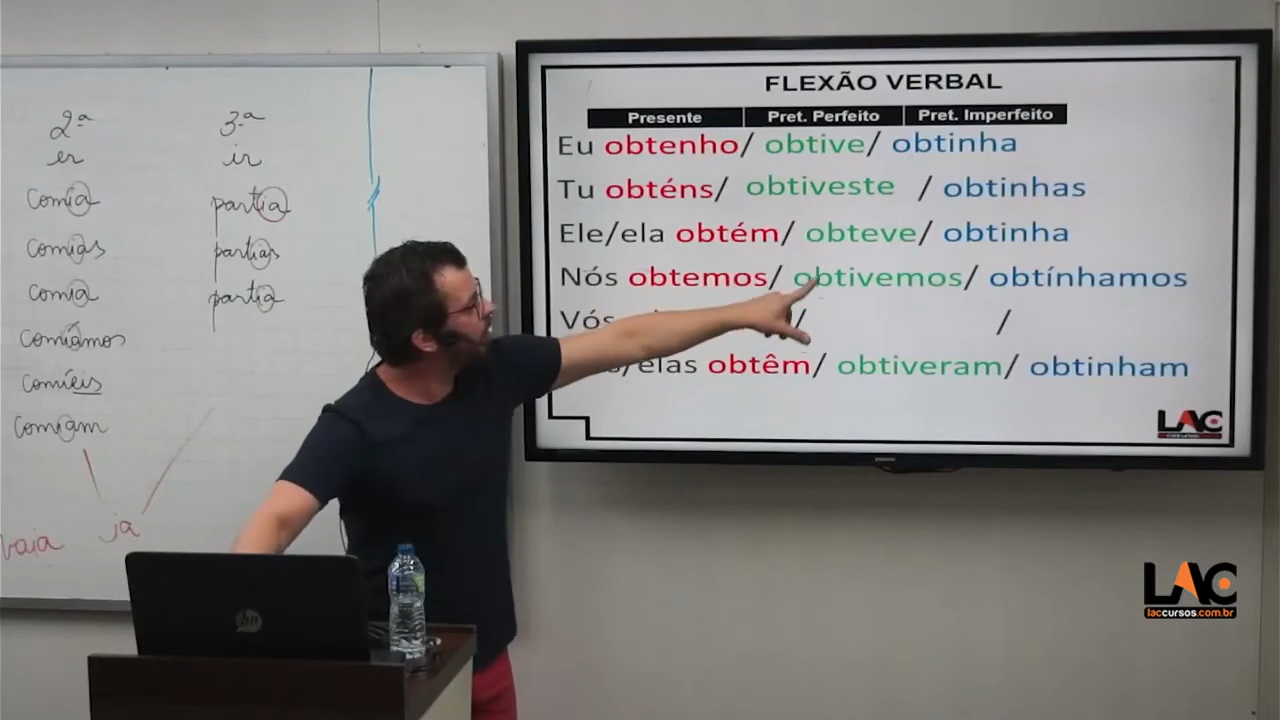 2ª 3ª
er ir
comia partia
comias partias
comia partia
comíamos
comíeis
comiam
ia
FLEXÃO VERBAL
Presente Pret. Perfeito Pret. Imperfeito
Eu obtenho/ obtive/ obtinha
Tu obténs/ obtiveste / obtinhas
Ele/ela obtém/ obteve/ obtinha
Nós obtemos/ obtivemos/ obtínhamos
Vós / /
/elas obtêm/ obtiveram/ obtinham
LAC
hp
LAC
laccursos.com.br